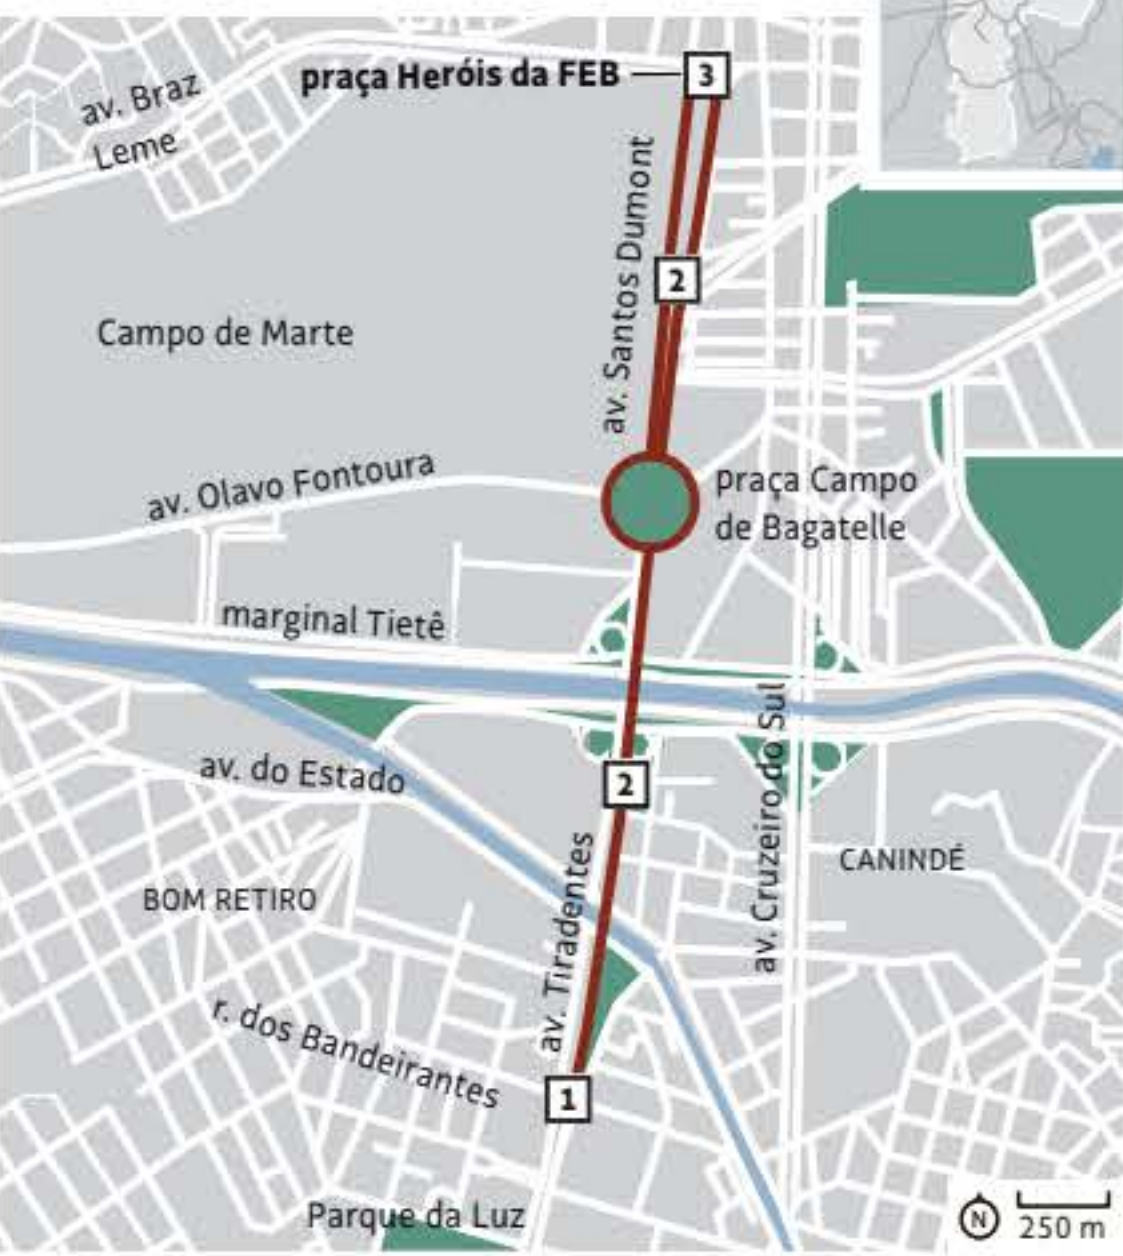 praça Heróis da FEB
3
av. Braz
Leme
av. Santos Dumont
2
Campo de Marte
av. Olavo Fontoura
praça Campo
de Bagatelle
marginal Tietê
av. do Estado
2
av. Cruzeiro do Sul
av. Tiradentes
CANINDÉ
BOM RETIRO
r. dos Bandeirantes
1
Parque da Luz
N
250 m